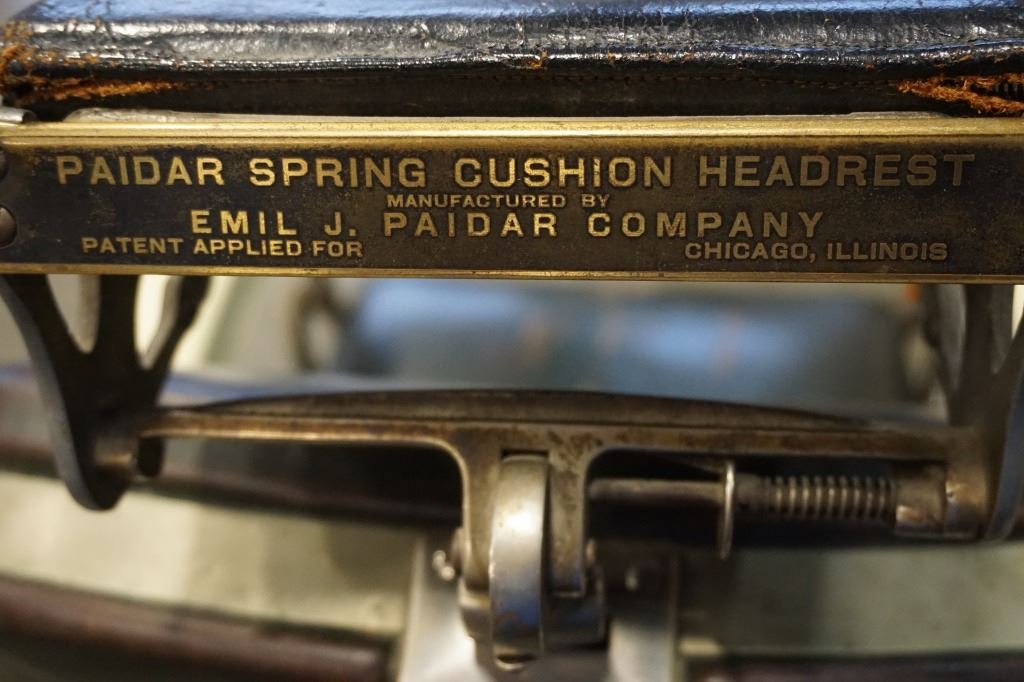 PAIDAR SPRING CUSHION HEADREST
MANUFACTURED BY
EMIL J. PAIDAR COMPANY
PATENT APPLIED FOR CHICAGO, ILLINOIS